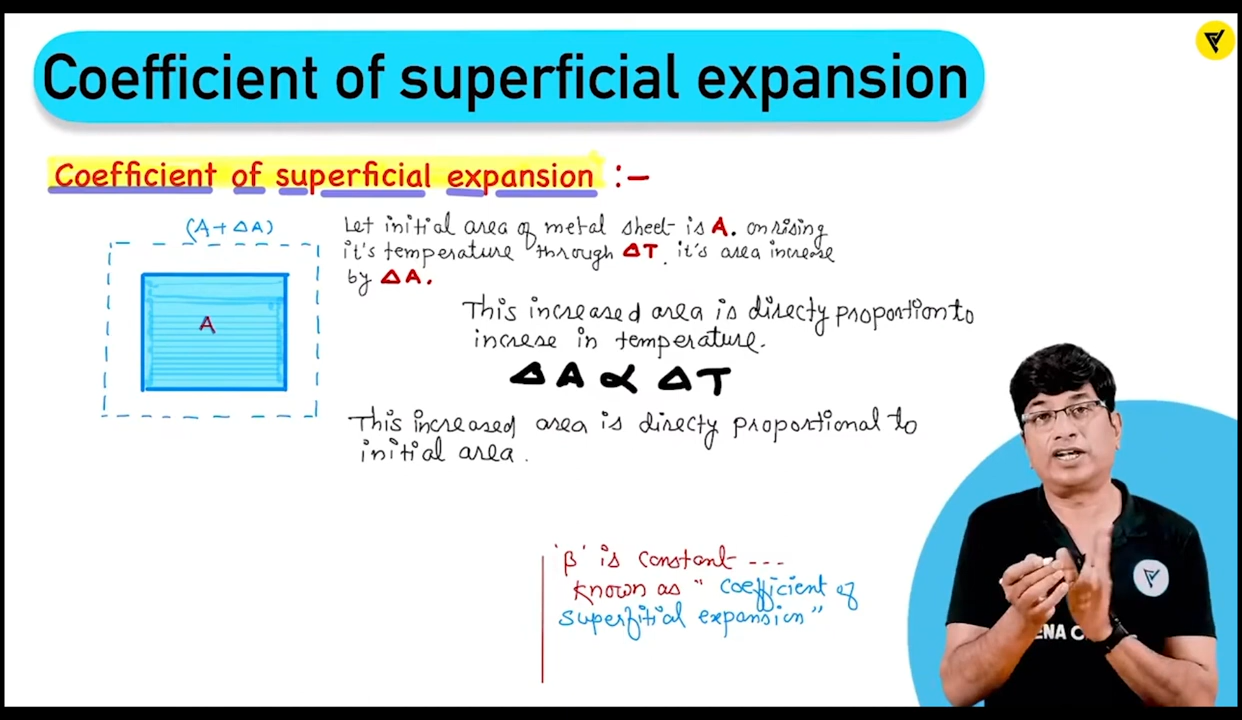 Coefficient of superficial expansion
Coefficient of superficial expansion :-
(A + ΔA)
A
Let initial area of metal sheet is A. on rising
it's temperature through ΔT, it's area increase
by ΔA.
This increased area is directy proportion to
increse in temperature.
ΔA ∝ ΔT
This increased area is directy proportional to
initial area.
'β' is constant ---
known as " coefficient of
superfitial expansion"